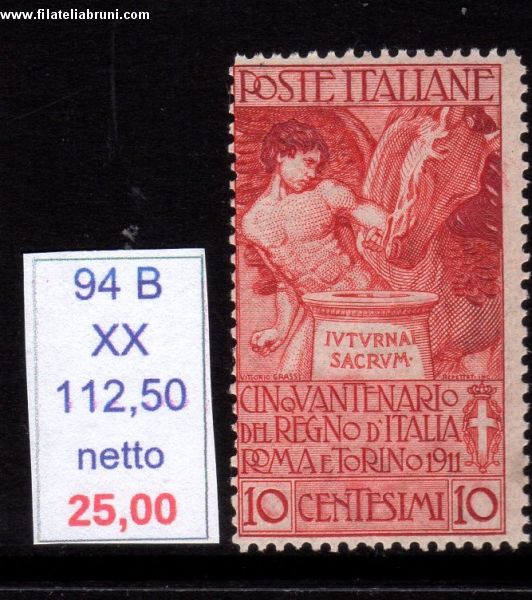 www.filateliabruni.com
94 B
XX
112,50
netto
25,00
POSTE ITALIANE
IVTVRNAI
SACRVM·
VITTORIO GRASSI
CINQVANTENARIO
DEL REGNO D'ITALIA
ROMA E TORINO 1911
10 CENTESIMI 10